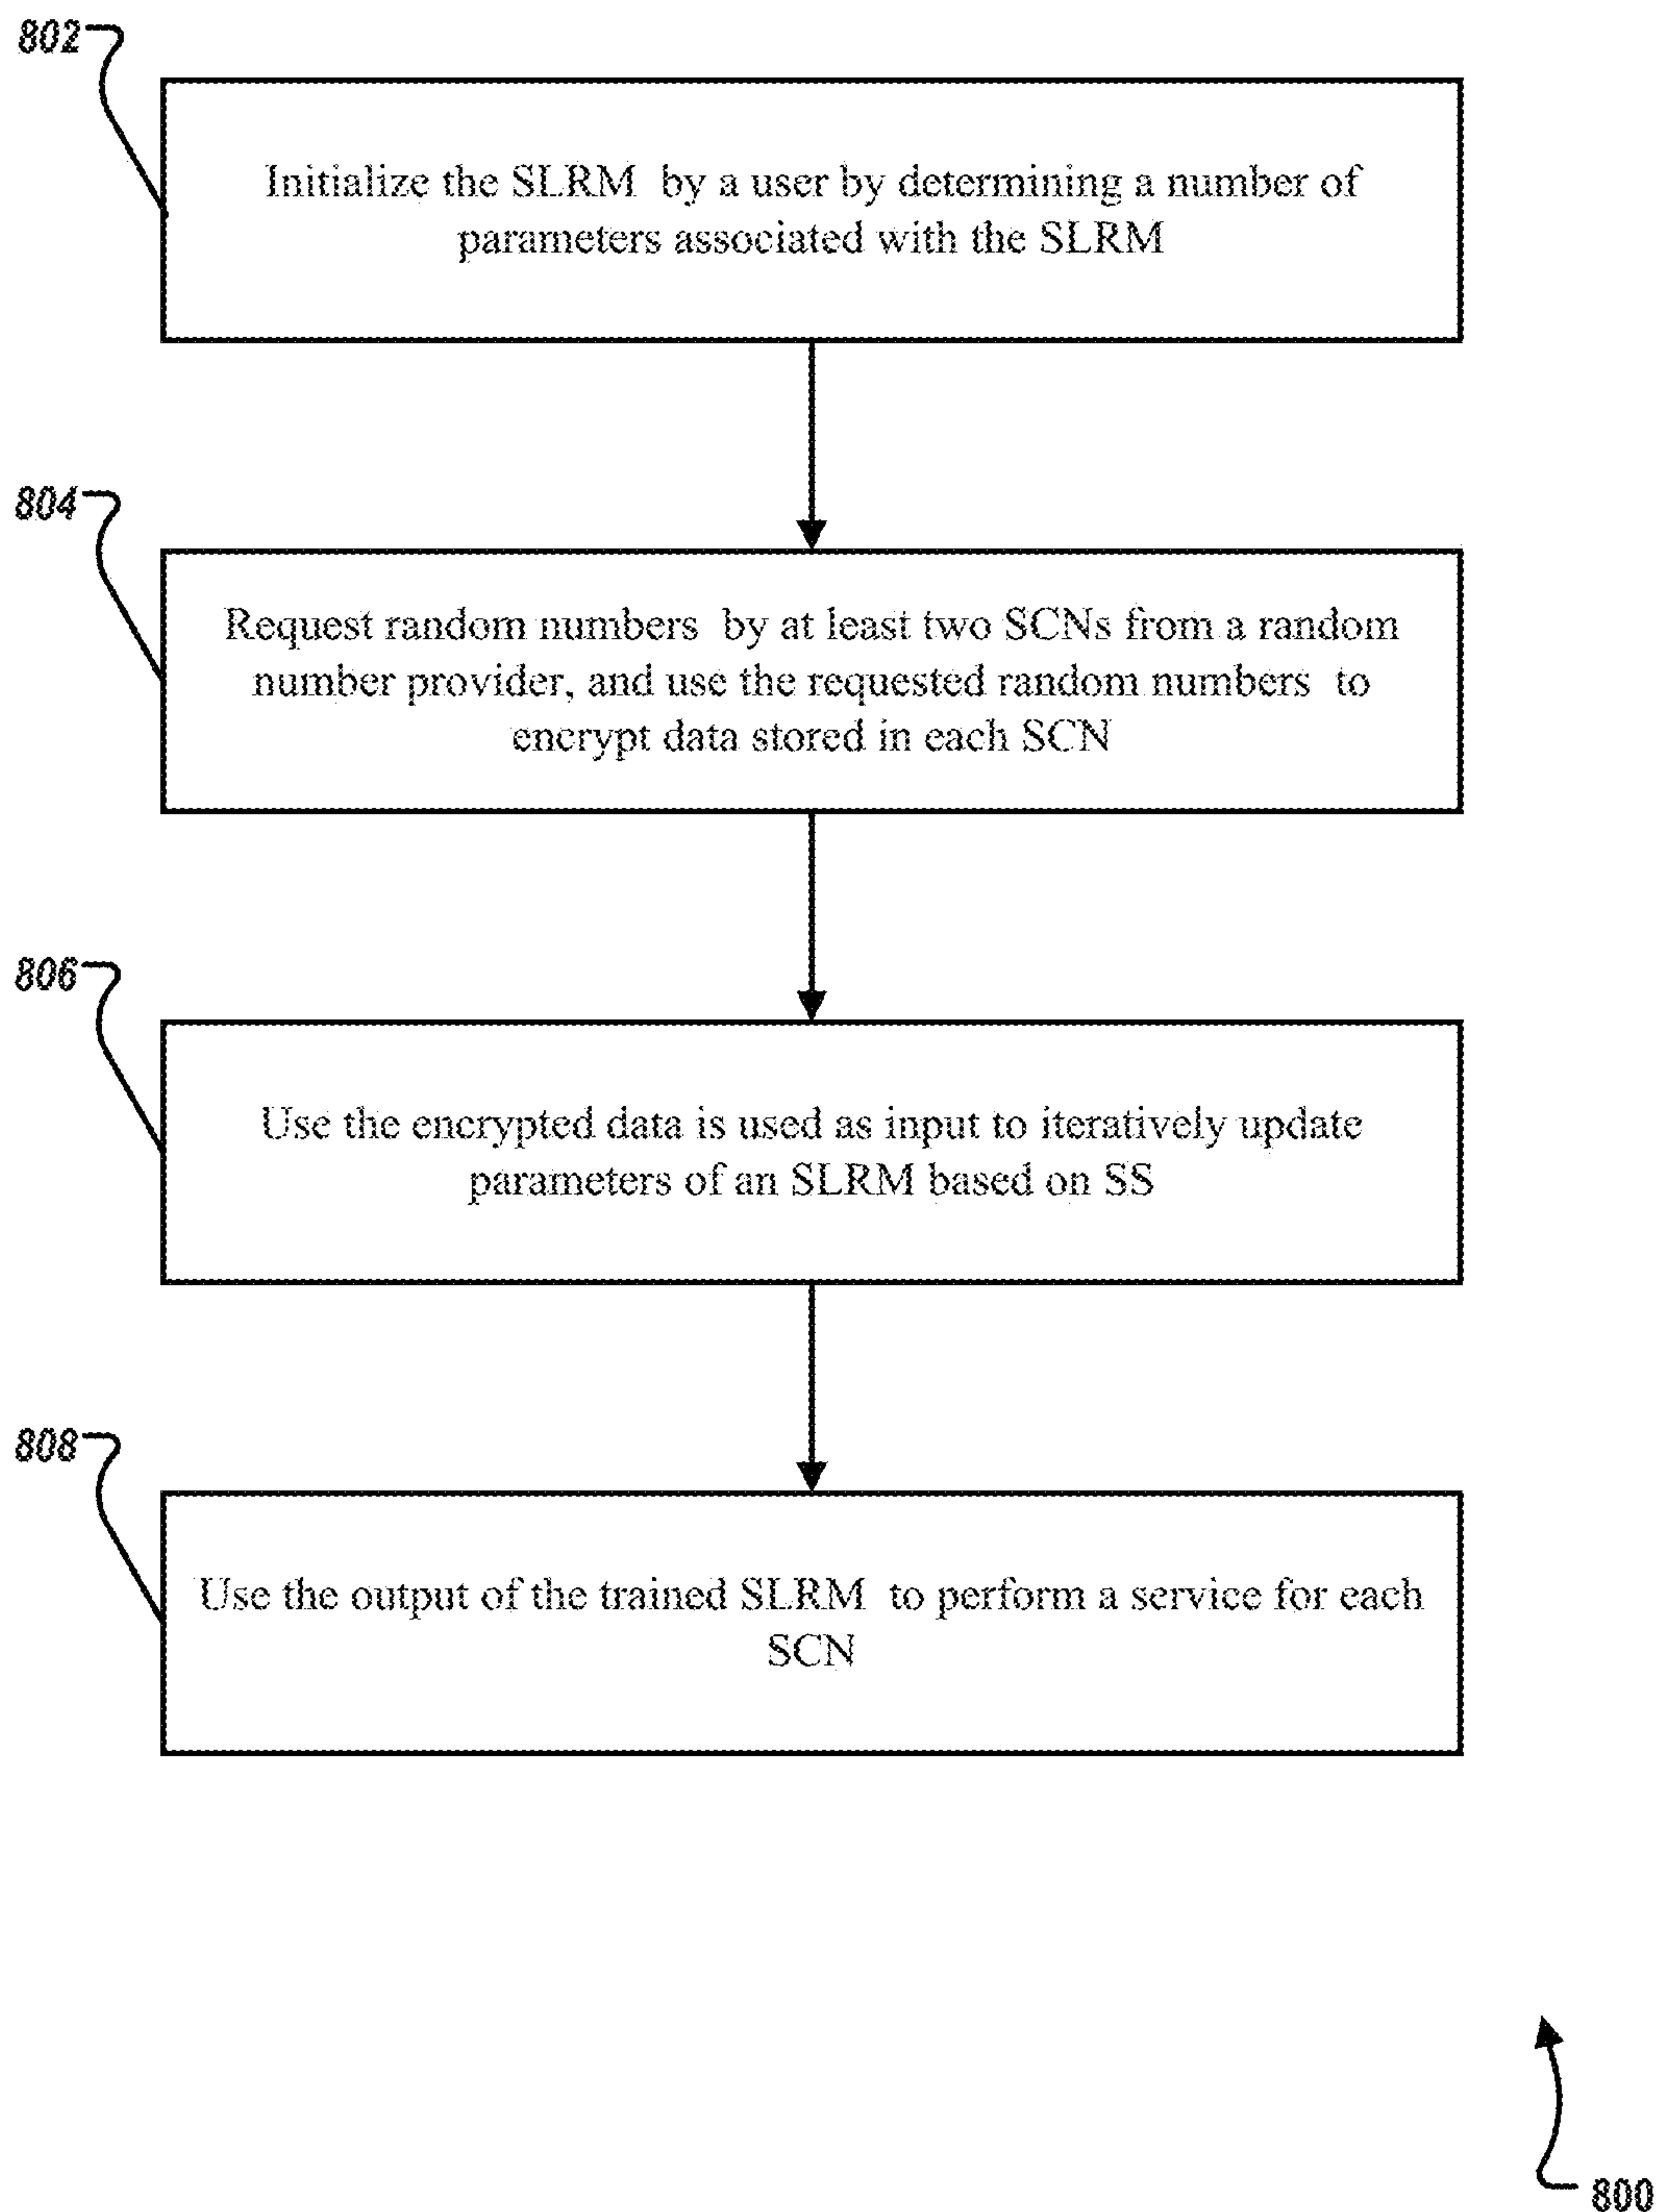 802
Initialize the SLRM by a user by determining a number of
parameters associated with the SLRM
804
Request random numbers by at least two SCNs from a random
number provider, and use the requested random numbers to
encrypt data stored in each SCN
806
Use the encrypted data is used as input to iteratively update
parameters of an SLRM based on SS
808
Use the output of the trained SLRM to perform a service for each
SCN
800